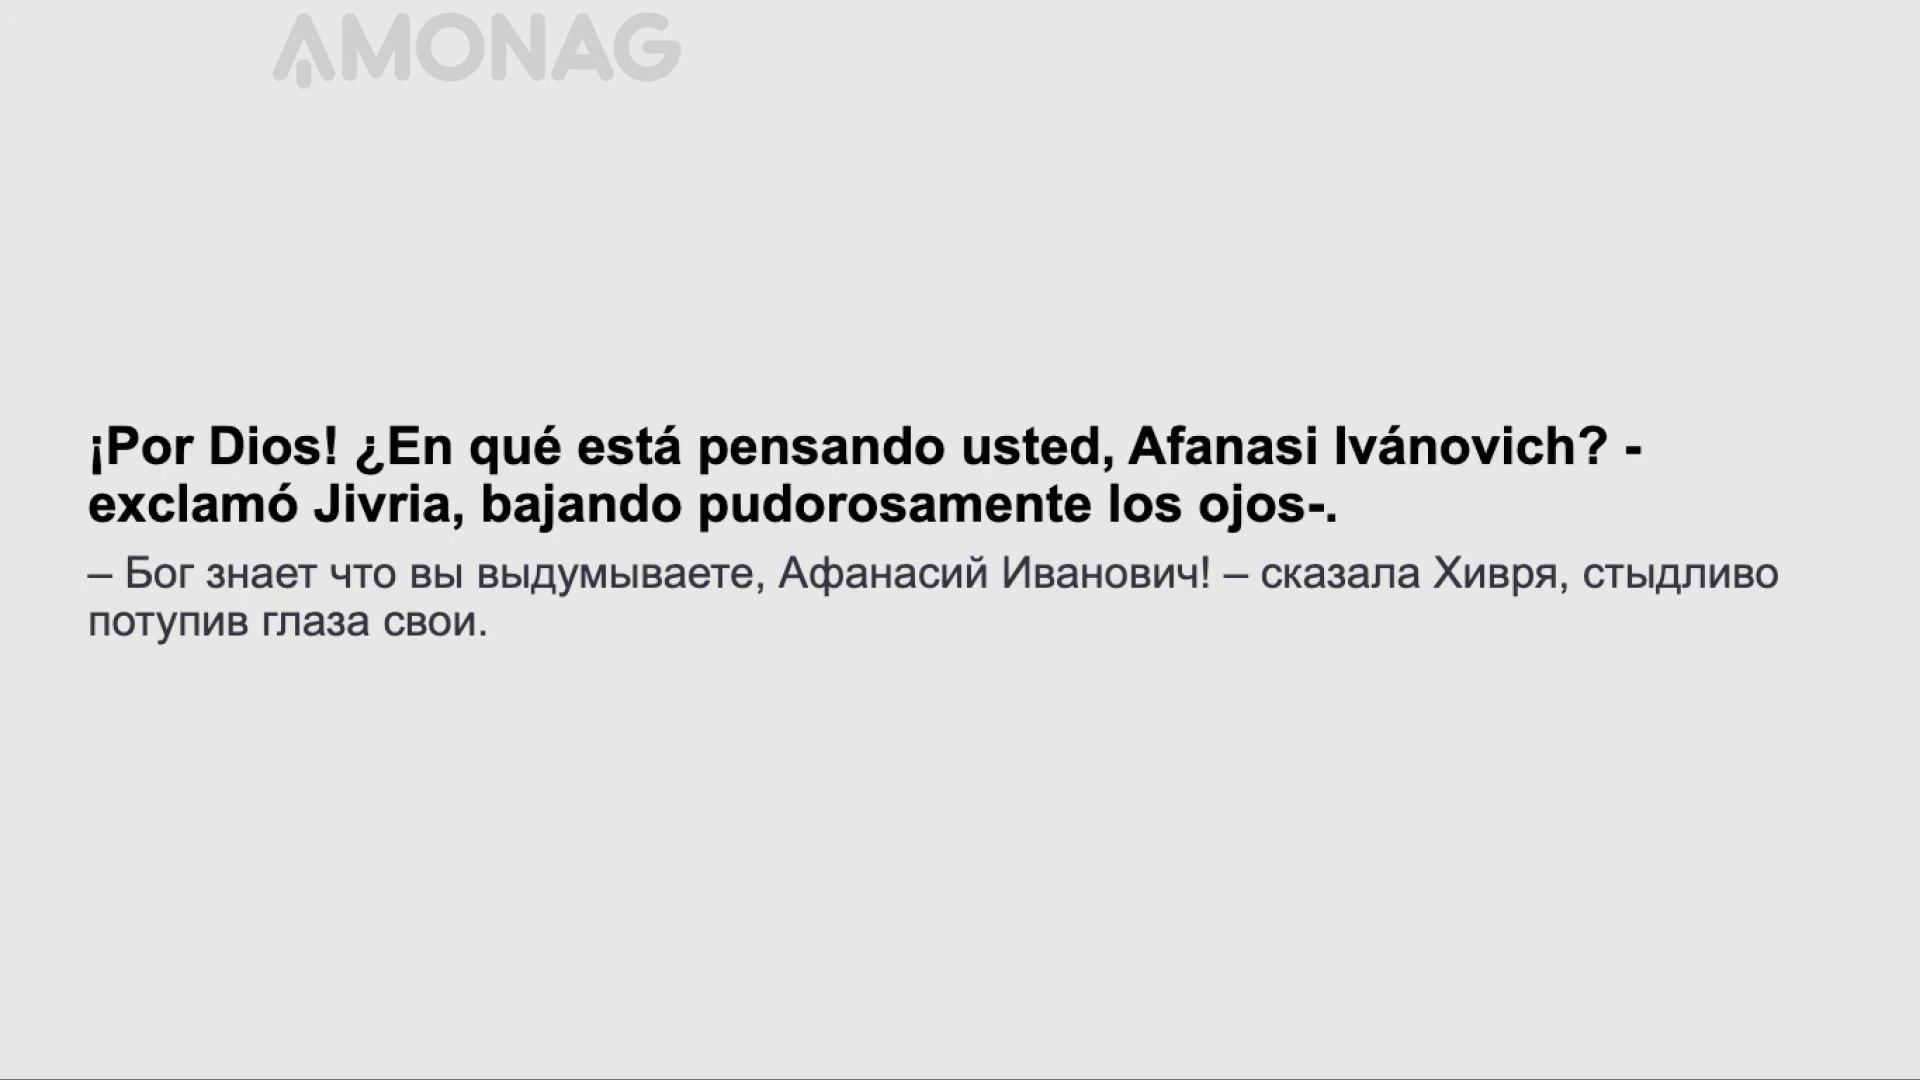 AMONAG
¡Por Dios! ¿En qué está pensando usted, Afanasi Ivánovich? -
exclamó Jivria, bajando pudorosamente los ojos-.
– Бог знает что вы выдумываете, Афанасий Иванович! – сказала Хивря, стыдливо
потупив глаза свои.